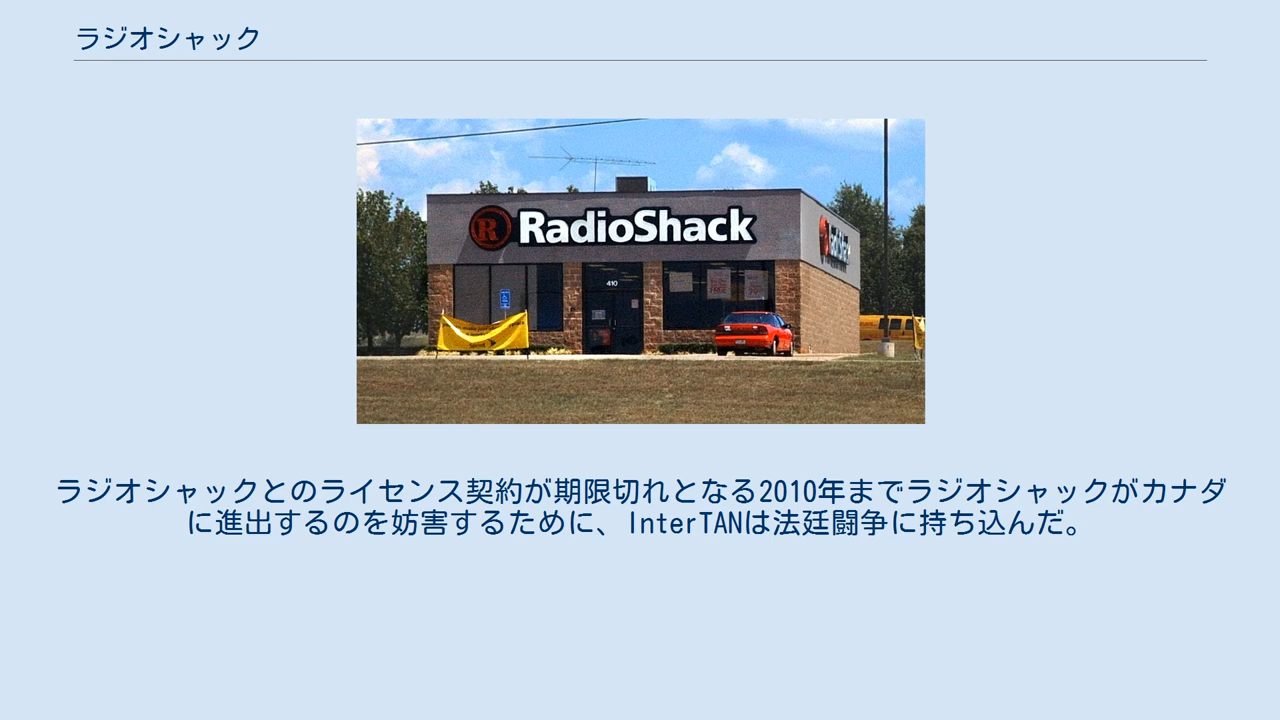 ラジオシャック
R RadioShack
RadioShack
410
ラジオシャックとのライセンス契約が期限切れとなる2010年までラジオシャックがカナダ
に進出するのを妨害するために、InterTANは法廷闘争に持ち込んだ。